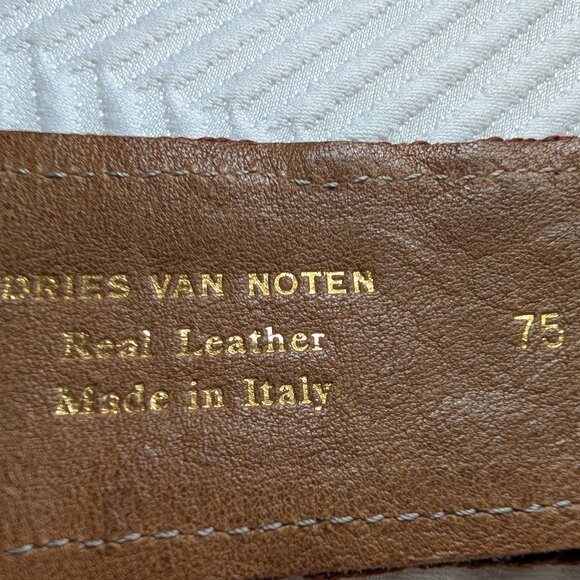 DRIES VAN NOTEN
Real Leather
75
Made in Italy